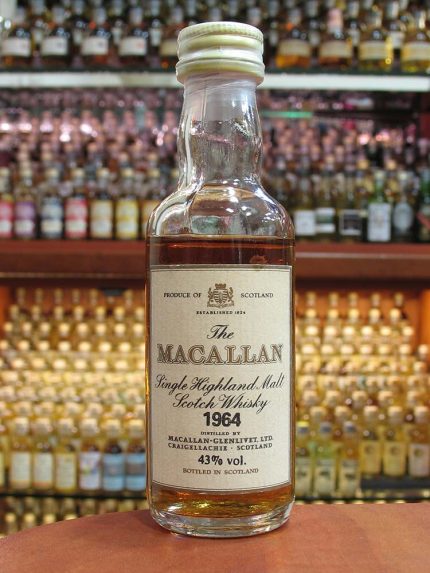 PRODUCE OF SCOTLAND
ESTABLISHED 1824
The
MACALLAN
Single Highland Malt
Scotch Whisky
1964
DISTILLED BY
MACALLAN-GLENLIVET, LTD.
CRAIGELLACHIE · SCOTLAND
43% vol.
BOTTLED IN SCOTLAND